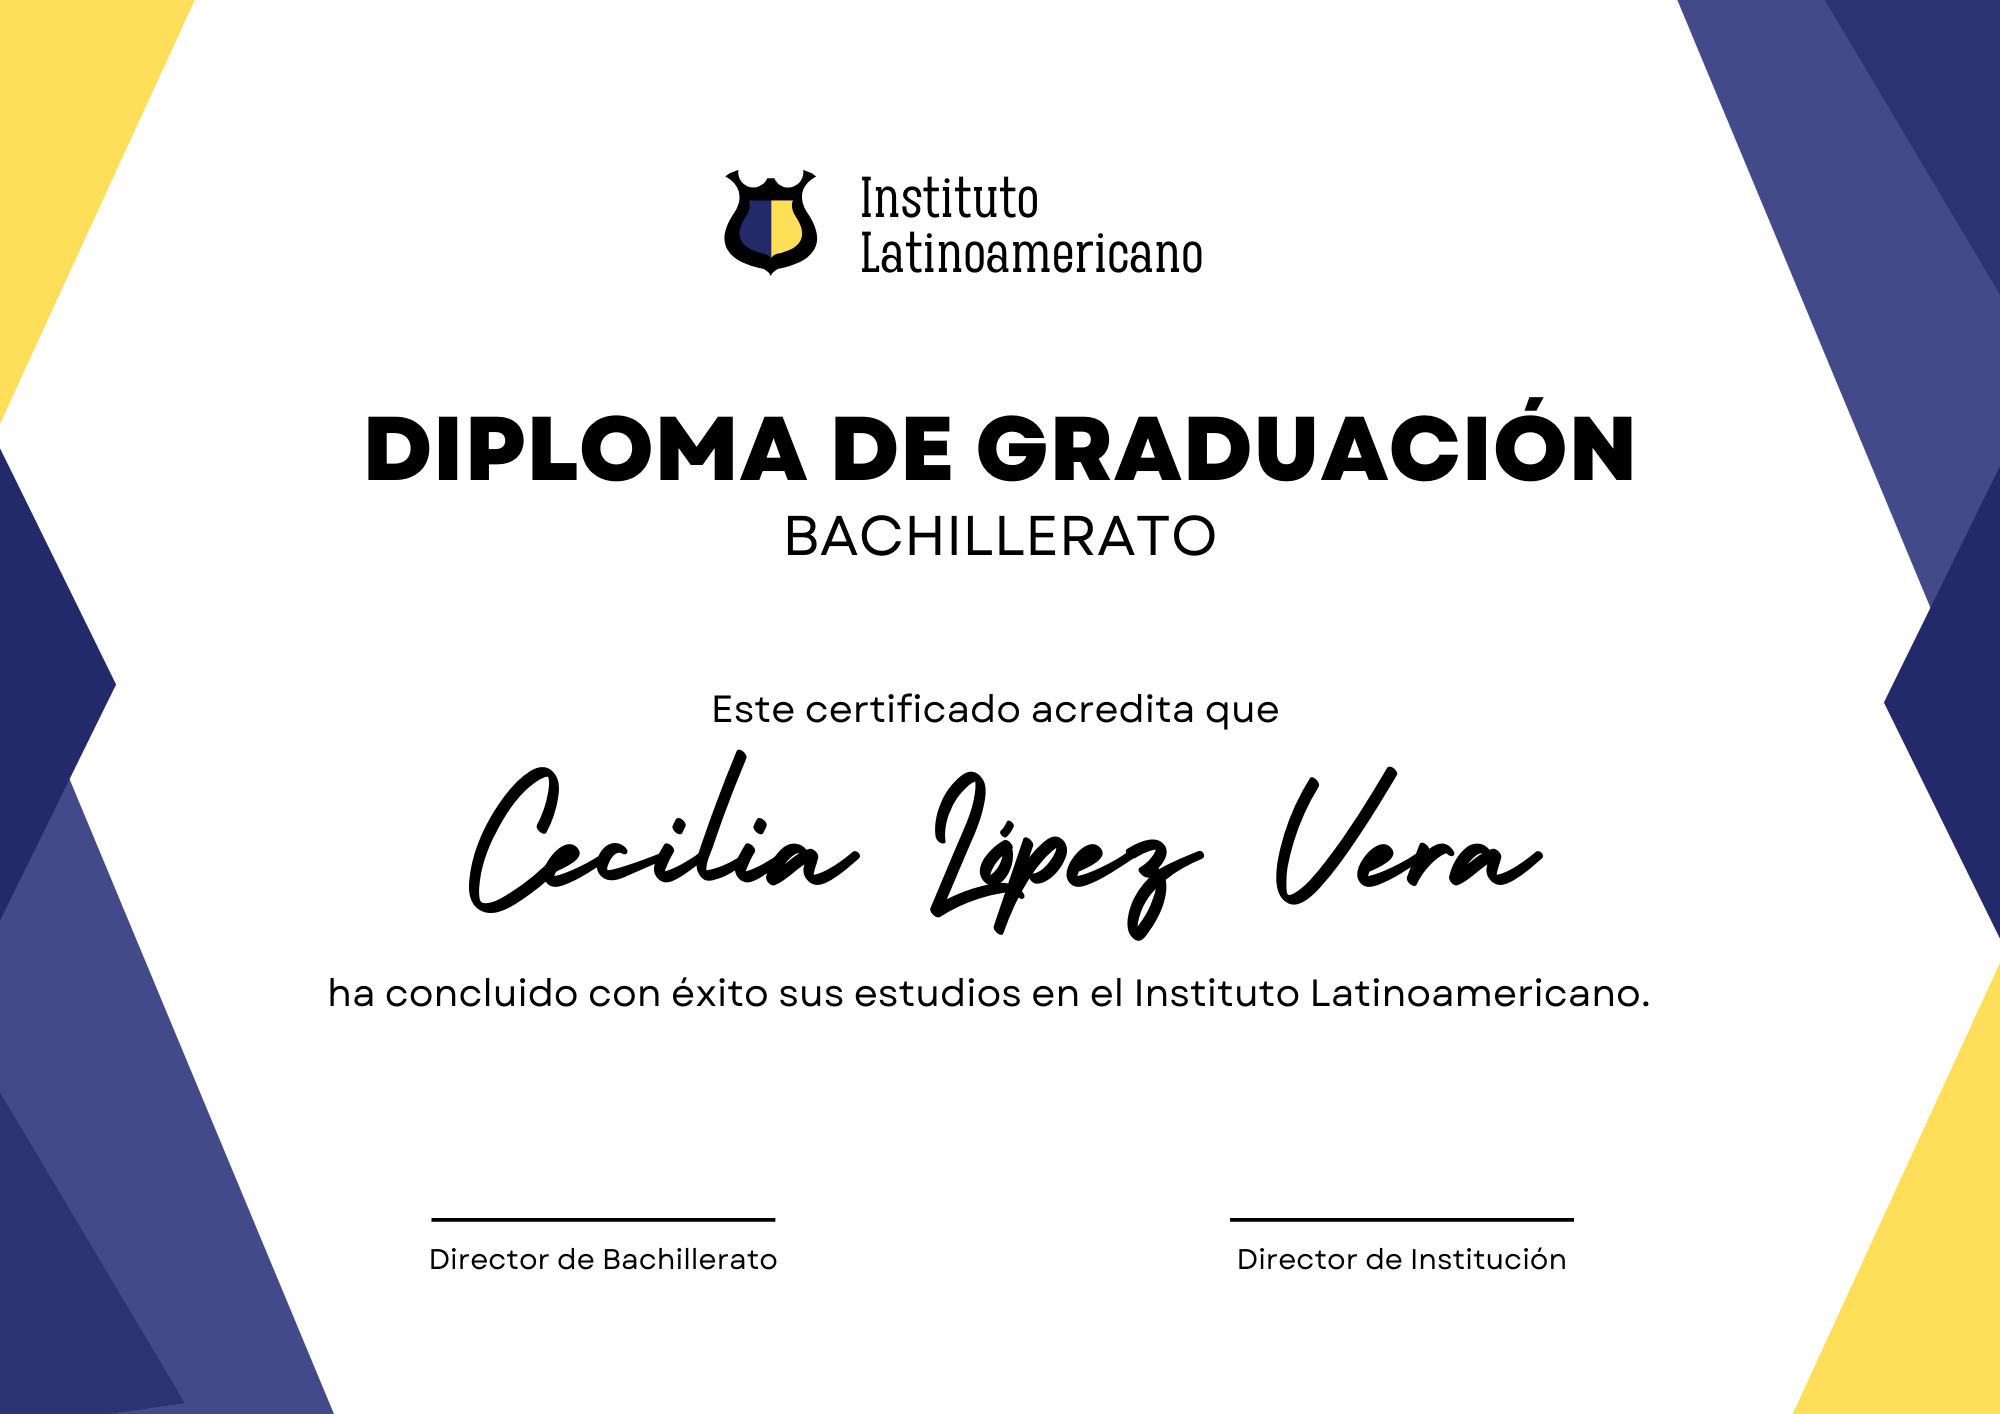 Instituto
Latinoamericano
DIPLOMA DE GRADUACIÓN
BACHILLERATO
Este certificado acredita que
Cecilia López Vera
ha concluido con éxito sus estudios en el Instituto Latinoamericano.
Director de Bachillerato
Director de Institución